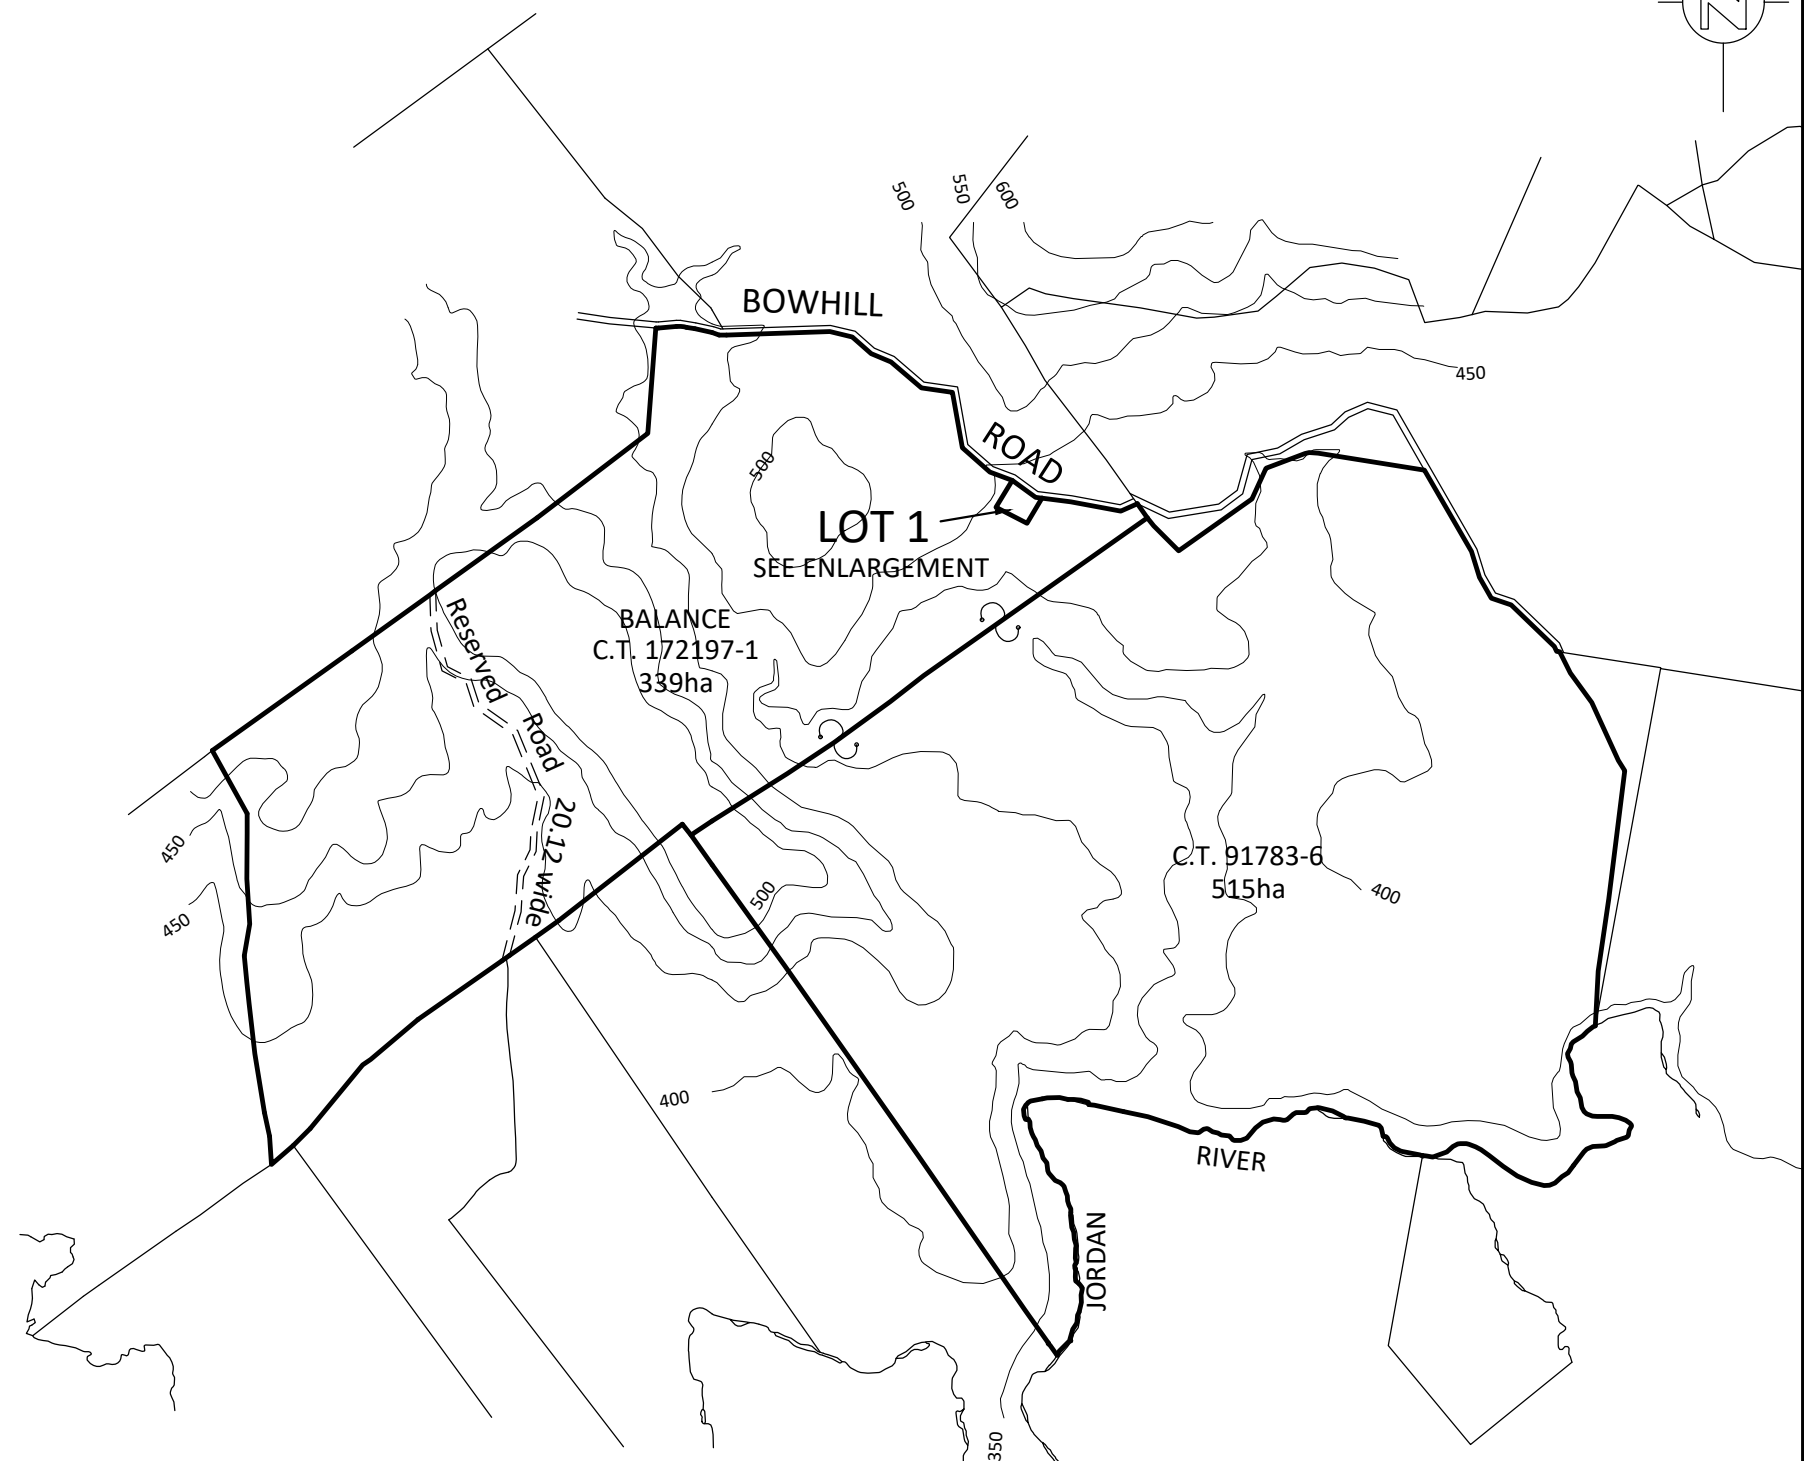 N
500
550
600
BOWHILL
450
ROAD
500
LOT 1
SEE ENLARGEMENT
BALANCE
C.T. 172197-1
339ha
Reserved
Road
20.12 wide
450
450
500
C.T. 91783-6
515ha
400
400
RIVER
JORDAN
350